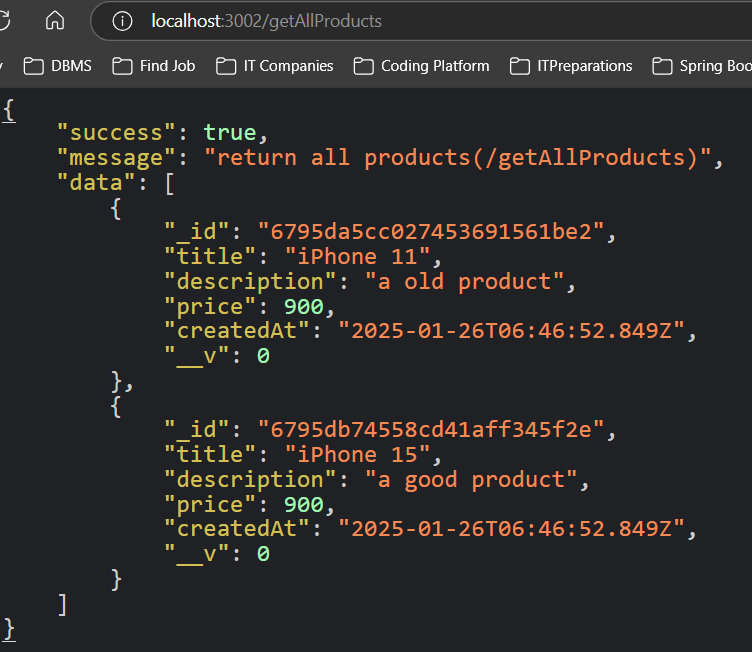 localhost:3002/getAllProducts
DBMS Find Job IT Companies Coding Platform ITPreparations Spring Boo
{
"success": true,
"message": "return all products(/getAllProducts)",
"data": [
{
"_id": "6795da5cc027453691561be2",
"title": "iPhone 11",
"description": "a old product",
"price": 900,
"createdAt": "2025-01-26T06:46:52.849Z",
"__v": 0
},
{
"_id": "6795db74558cd41aff345f2e",
"title": "iPhone 15",
"description": "a good product",
"price": 900,
"createdAt": "2025-01-26T06:46:52.849Z",
"__v": 0
}
]
}